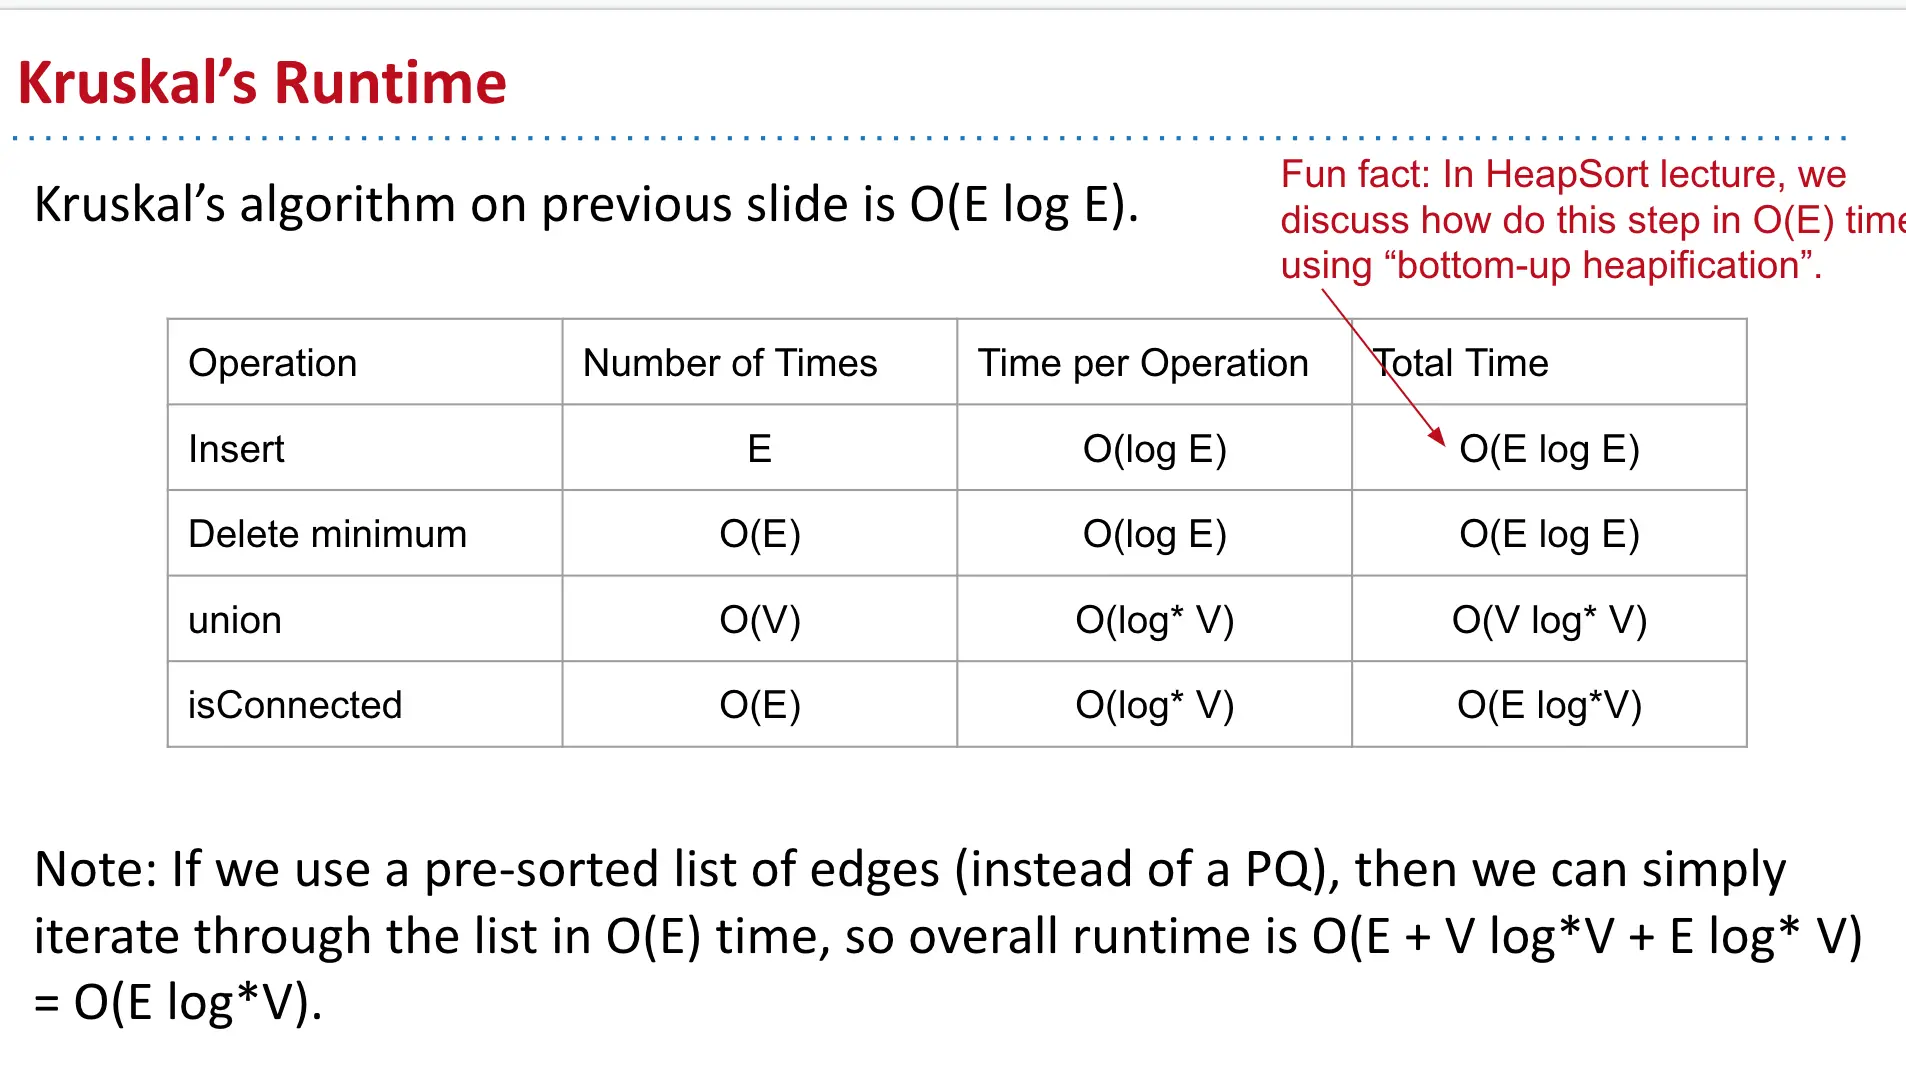 Kruskal’s Runtime
Kruskal’s algorithm on previous slide is O(E log E).
Fun fact: In HeapSort lecture, we
discuss how do this step in O(E) time
using “bottom-up heapification”.
Operation Number of Times Time per Operation Total Time
Insert E O(log E) O(E log E)
Delete minimum O(E) O(log E) O(E log E)
union O(V) O(log* V) O(V log* V)
isConnected O(E) O(log* V) O(E log*V)
Note: If we use a pre-sorted list of edges (instead of a PQ), then we can simply
iterate through the list in O(E) time, so overall runtime is O(E + V log*V + E log* V)
= O(E log*V).